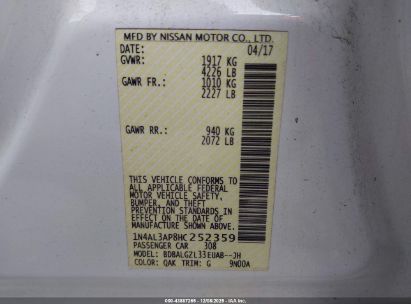 MFD BY NISSAN MOTOR CO., LTD.
DATE: 04/17
GVWR: 1917 KG
4226 LB
GAWR FR.: 1010 KG
2227 LB
GAWR RR.: 940 KG
2072 LB
THIS VEHICLE CONFORMS TO
ALL APPLICABLE FEDERAL
MOTOR VEHICLE SAFETY,
BUMPER, AND THEFT
PREVENTION STANDARDS
IN EFFECT ON THE DATE OF
MANUFACTURE SHOWN ABOVE.
1N4AL3AP8HC252359
PASSENGER CAR 308
MODEL: BDBALGZL33EUAB--JH
COLOR: QAK TRIM: G 9N00A